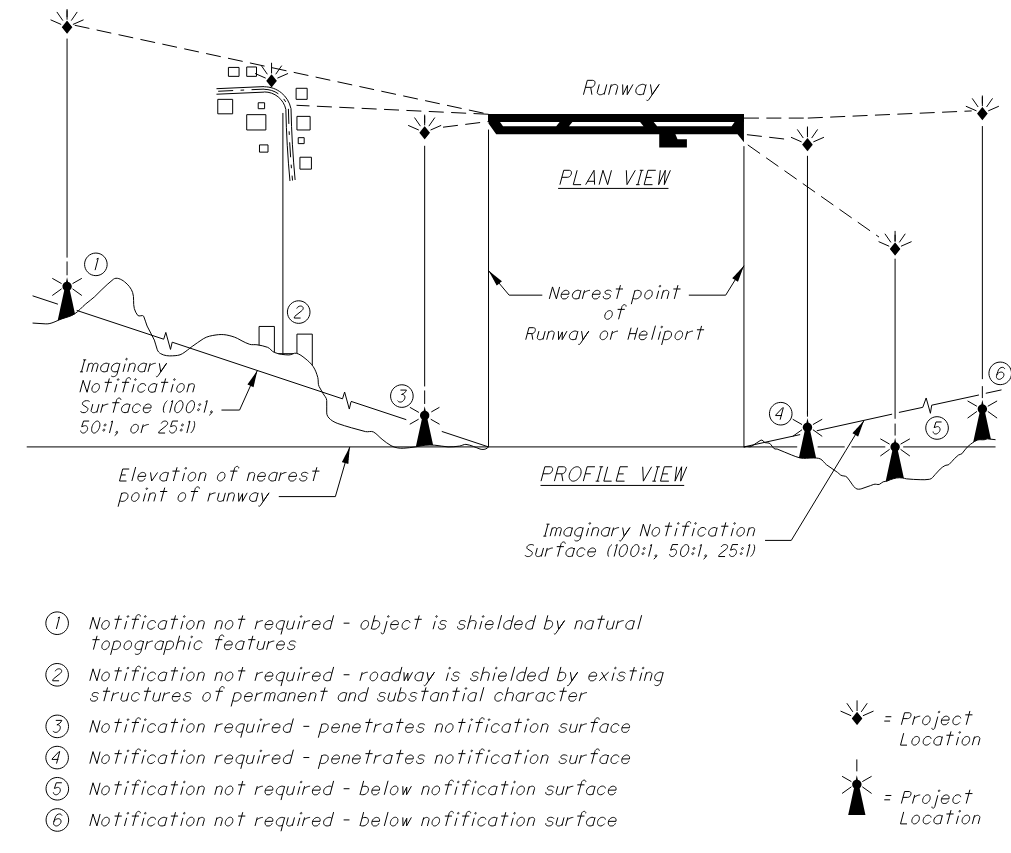 Runway
PLAN VIEW
1
2
Nearest point
of
Runway or Heliport
Imaginary
Notification
Surface (100:1,
50:1, or 25:1)
3
4
5
6
Elevation of nearest
point of runway
PROFILE VIEW
Imaginary Notification
Surface (100:1, 50:1, 25:1)
1 Notification not required - object is shielded by natural
topographic features
2 Notification not required - roadway is shielded by existing
structures of permanent and substantial character
3 Notification required - penetrates notification surface
4 Notification required - penetrates notification surface
5 Notification not required - below notification surface
6 Notification not required - below notification surface
= Project
Location
= Project
Location